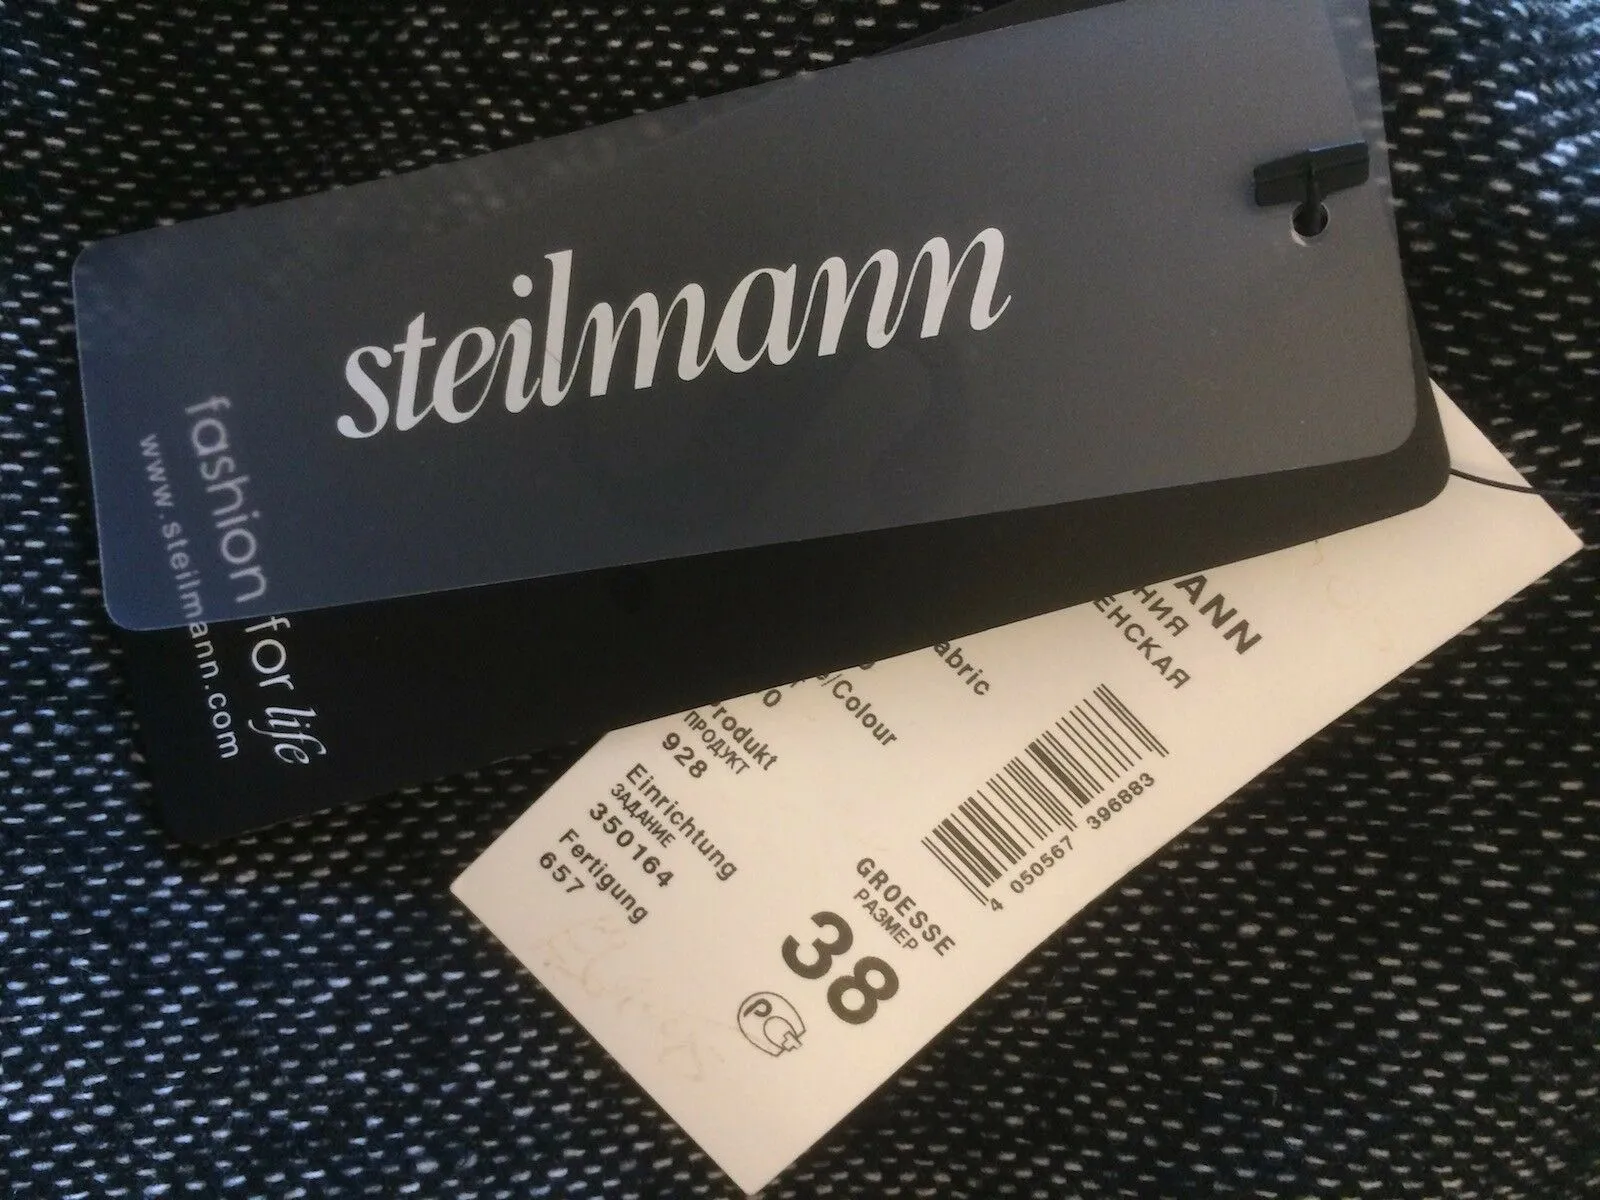 steilmann
fashion for life
www.steilmann.com
ANN
НИЯ
ЕНСКАЯ
abric
/Colour
0
rodukt
ПРОДУКТ
928
Einrichtung
ЗАДАНИЕ
350164
Fertigung
657
4 050567 396883
GROESSE
РАЗМЕР
38